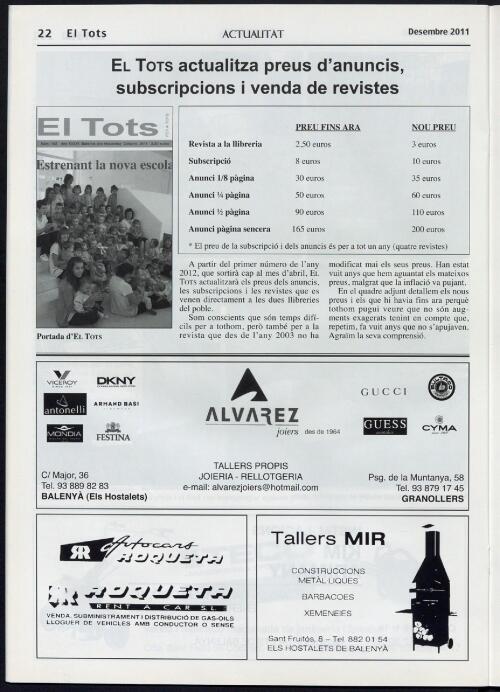 22 El Tots
ACTUALITAT
Desembre 2011
EL TOTS actualitza preus d'anuncis,
subscripcions i venda de revistes
El Tots
Estrenant la nova escola
Portada d'EL TOTS
PREU FINS ARA NOU PREU
Revista a la llibreria 2,50 euros 3 euros
Subscripció 8 euros 10 euros
Anunci 1/8 pàgina 30 euros 35 euros
Anunci ¼ pàgina 50 euros 60 euros
Anunci ½ pàgina 90 euros 110 euros
Anunci pàgina sencera 165 euros 200 euros
* El preu de la subscripció i dels anuncis és per a tot un any (quatre revistes)
A partir del primer número de l'any
2012, que sortirà cap al mes d'abril, EL
TOTS actualitzarà els preus dels anuncis,
les subscripcions i les revistes que es
venen directament a les dues llibreries
del poble.
Som conscients que són temps difí-
cils per a tothom, però també per a la
revista que des de l'any 2003 no ha
modificat mai els seus preus. Han estat
vuit anys que hem aguantat els mateixos
preus, malgrat que la inflació va pujant.
En el quadre adjunt detallem els nous
preus i els que hi havia fins ara perquè
tothom pugui veure que no són aug-
ments exagerats tenint en compte que,
repetim, fa vuit anys que no s'apujaven.
Agraïm la seva comprensió.
VICEROY
DKNY
antonelli
ARMAND BASI
MONDIA
FESTINA
ALVAREZ
joiers des de 1964
GUCCI
GUESS
CYMA
C/ Major, 36
Tel. 93 889 82 83
BALENYÀ (Els Hostalets)
TALLERS PROPIS
JOIERIA - RELLOTGERIA
e-mail: alvarezjoiers@hotmail.com
Psg. de la Muntanya, 58
Tel. 93 879 17 45
GRANOLLERS
Autocars
ROQUETA
ROQUETA
RENT A CAR S.L.
VENDA, SUBMINISTRAMENT I DISTRIBUCIÓ DE GAS-OILS
LLOGUER DE VEHICLES AMB CONDUCTOR O SENSE
Tallers MIR
CONSTRUCCIONS
METÀL·LIQUES
BARBACOES
XEMENEIES
Sant Fruitós, 8 – Tel. 882 01 54
ELS HOSTALETS DE BALENYÀ